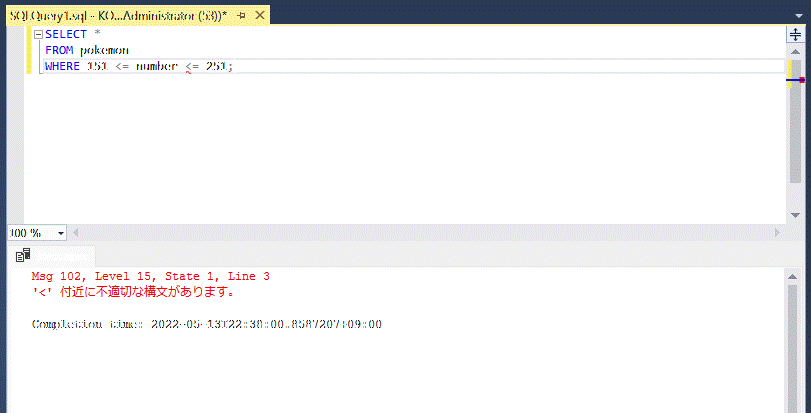 SQLQuery1.sql - KO...Administrator (53))*
SELECT *
FROM pokemon
WHERE 151 <= number <= 251;
100 %
Messages
Msg 102, Level 15, State 1, Line 3
'<' 付近に不適切な構文があります。
Completion time: 2022-05-13T22:38:00.8587207+09:00